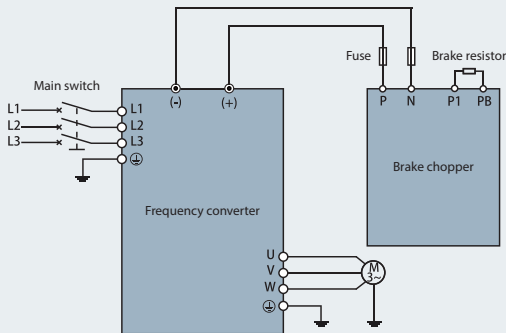 Fuse
Brake resistor
Main switch
(-)
(+)
P
N
P1
PB
L1
L1
L2
L2
L3
L3
Brake chopper
Frequency converter
U
V
W
M
3~